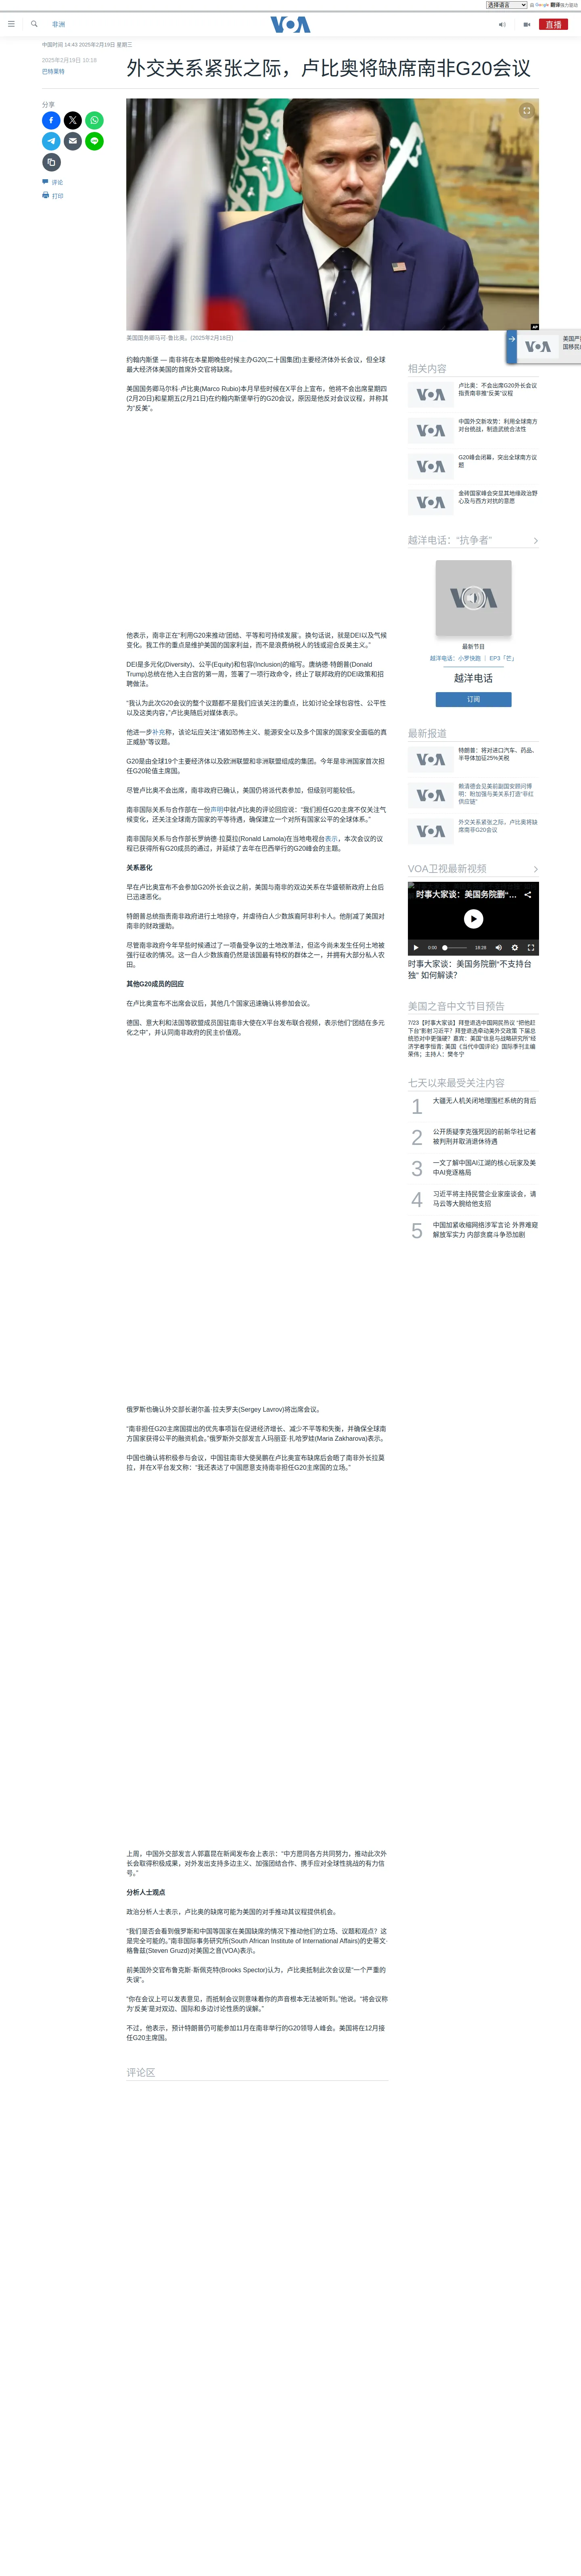 选择语言
由 Google 翻译强力驱动
非洲
VOA
直播
中国时间 14:43 2025年2月19日 星期三
2025年2月19日 10:18
巴特莱特
外交关系紧张之际，卢比奥将缺席南非G20会议
分享
评论
打印
AP
美国国务卿马可·鲁比奥。(2025年2月18日)
约翰内斯堡 — 南非将在本星期晚些时候主办G20(二十国集团)主要经济体外长会议，但全球
最大经济体美国的首席外交官将缺席。
美国国务卿马尔科·卢比奥(Marco Rubio)本月早些时候在X平台上宣布，他将不会出席星期四
(2月20日)和星期五(2月21日)在约翰内斯堡举行的G20会议，原因是他反对会议议程，并称其
为“反美”。
他表示，南非正在“利用G20来推动‘团结、平等和可持续发展’。换句话说，就是DEI以及气候
变化。我的工作的重点是维护美国的国家利益，而不是浪费纳税人的钱或迎合反美主义。”
DEI是多元化(Diversity)、公平(Equity)和包容(Inclusion)的缩写。唐纳德·特朗普(Donald
Trump)总统在他入主白宫的第一周，签署了一项行政命令，终止了联邦政府的DEI政策和招
聘做法。
“我认为此次G20会议的整个议题都不是我们应该关注的重点，比如讨论全球包容性、公平性
以及这类内容，”卢比奥随后对媒体表示。
他进一步补充称，该论坛应关注“诸如恐怖主义、能源安全以及多个国家的国家安全面临的真
正威胁”等议题。
G20是由全球19个主要经济体以及欧洲联盟和非洲联盟组成的集团。今年是非洲国家首次担
任G20轮值主席国。
尽管卢比奥不会出席，南非政府已确认，美国仍将派代表参加，但级别可能较低。
南非国际关系与合作部在一份声明中就卢比奥的评论回应说：“我们担任G20主席不仅关注气
候变化，还关注全球南方国家的平等待遇，确保建立一个对所有国家公平的全球体系。”
南非国际关系与合作部长罗纳德·拉莫拉(Ronald Lamola)在当地电视台表示，本次会议的议
程已获得所有G20成员的通过，并延续了去年在巴西举行的G20峰会的主题。
关系恶化
早在卢比奥宣布不会参加G20外长会议之前，美国与南非的双边关系在华盛顿新政府上台后
已迅速恶化。
特朗普总统指责南非政府进行土地掠夺，并虐待白人少数族裔阿非利卡人。他削减了美国对
南非的财政援助。
尽管南非政府今年早些时候通过了一项备受争议的土地改革法，但迄今尚未发生任何土地被
强行征收的情况。这一白人少数族裔仍然是该国最有特权的群体之一，并拥有大部分私人农
田。
其他G20成员的回应
在卢比奥宣布不出席会议后，其他几个国家迅速确认将参加会议。
德国、意大利和法国等欧盟成员国驻南非大使在X平台发布联合视频，表示他们“团结在多元
化之中”，并认同南非政府的民主价值观。
俄罗斯也确认外交部长谢尔盖·拉夫罗夫(Sergey Lavrov)将出席会议。
“南非担任G20主席国提出的优先事项旨在促进经济增长、减少不平等和失衡，并确保全球南
方国家获得公平的融资机会，”俄罗斯外交部发言人玛丽亚·扎哈罗娃(Maria Zakharova)表示。
中国也确认将积极参与会议，中国驻南非大使吴鹏在卢比奥宣布缺席后会晤了南非外长拉莫
拉，并在X平台发文称：“我还表达了中国愿意支持南非担任G20主席国的立场。”
上周，中国外交部发言人郭嘉昆在新闻发布会上表示：“中方愿同各方共同努力，推动此次外
长会取得积极成果，对外发出支持多边主义、加强团结合作、携手应对全球性挑战的有力信
号。”
分析人士观点
政治分析人士表示，卢比奥的缺席可能为美国的对手推动其议程提供机会。
“我们是否会看到俄罗斯和中国等国家在美国缺席的情况下推动他们的立场、议题和观点？这
是完全可能的，”南非国际事务研究所(South African Institute of International Affairs)的史蒂文·
格鲁兹(Steven Gruzd)对美国之音(VOA)表示。
前美国外交官布鲁克斯·斯佩克特(Brooks Spector)认为，卢比奥抵制此次会议是“一个严重的
失误”。
“你在会议上可以发表意见，而抵制会议则意味着你的声音根本无法被听到，”他说。“将会议称
为‘反美’是对双边、国际和多边讨论性质的误解。”
不过，他表示，预计特朗普仍可能参加11月在南非举行的G20领导人峰会。美国将在12月接
任G20主席国。
评论区
VOA
美国严
国移民
相关内容
VOA
卢比奥：不会出席G20外长会议
指责南非推“反美”议程
VOA
中国外交新攻势：利用全球南方
对台统战，制造武统合法性
VOA
G20峰会闭幕，突出全球南方议
题
VOA
金砖国家峰会突显其地缘政治野
心及与西方对抗的意愿
越洋电话：“抗争者”
VOA
最新节目
越洋电话：小罗快跑 ｜ EP3「芒」
越洋电话
订阅
最新报道
VOA
特朗普：将对进口汽车、药品、
半导体加征25%关税
VOA
赖清德会见美前副国安顾问博
明：盼加强与美关系打造“非红
供应链”
VOA
外交关系紧张之际，卢比奥将缺
席南非G20会议
VOA卫视最新视频
时事大家谈：美国务院删“...
0:00
19:28
时事大家谈：美国务院删“不支持台
独” 如何解读？
美国之音中文节目预告
7/23【时事大家谈】拜登退选中国网民热议 “把他赶
下台”影射习近平？拜登退选牵动美外交政策 下届总
统恐对中更强硬？嘉宾：美国“信息与战略研究所”经
济学者李恒青; 美国《当代中国评论》国际季刊主编
荣伟；主持人：樊冬宁
七天以来最受关注内容
1
大疆无人机关闭地理围栏系统的背后
2
公开质疑李克强死因的前新华社记者
被判刑并取消退休待遇
3
一文了解中国AI江湖的核心玩家及美
中AI竞逐格局
4
习近平将主持民营企业家座谈会，请
马云等大腕给他支招
5
中国加紧收缩网络涉军言论 外界难窥
解放军实力 内部贪腐斗争恐加剧